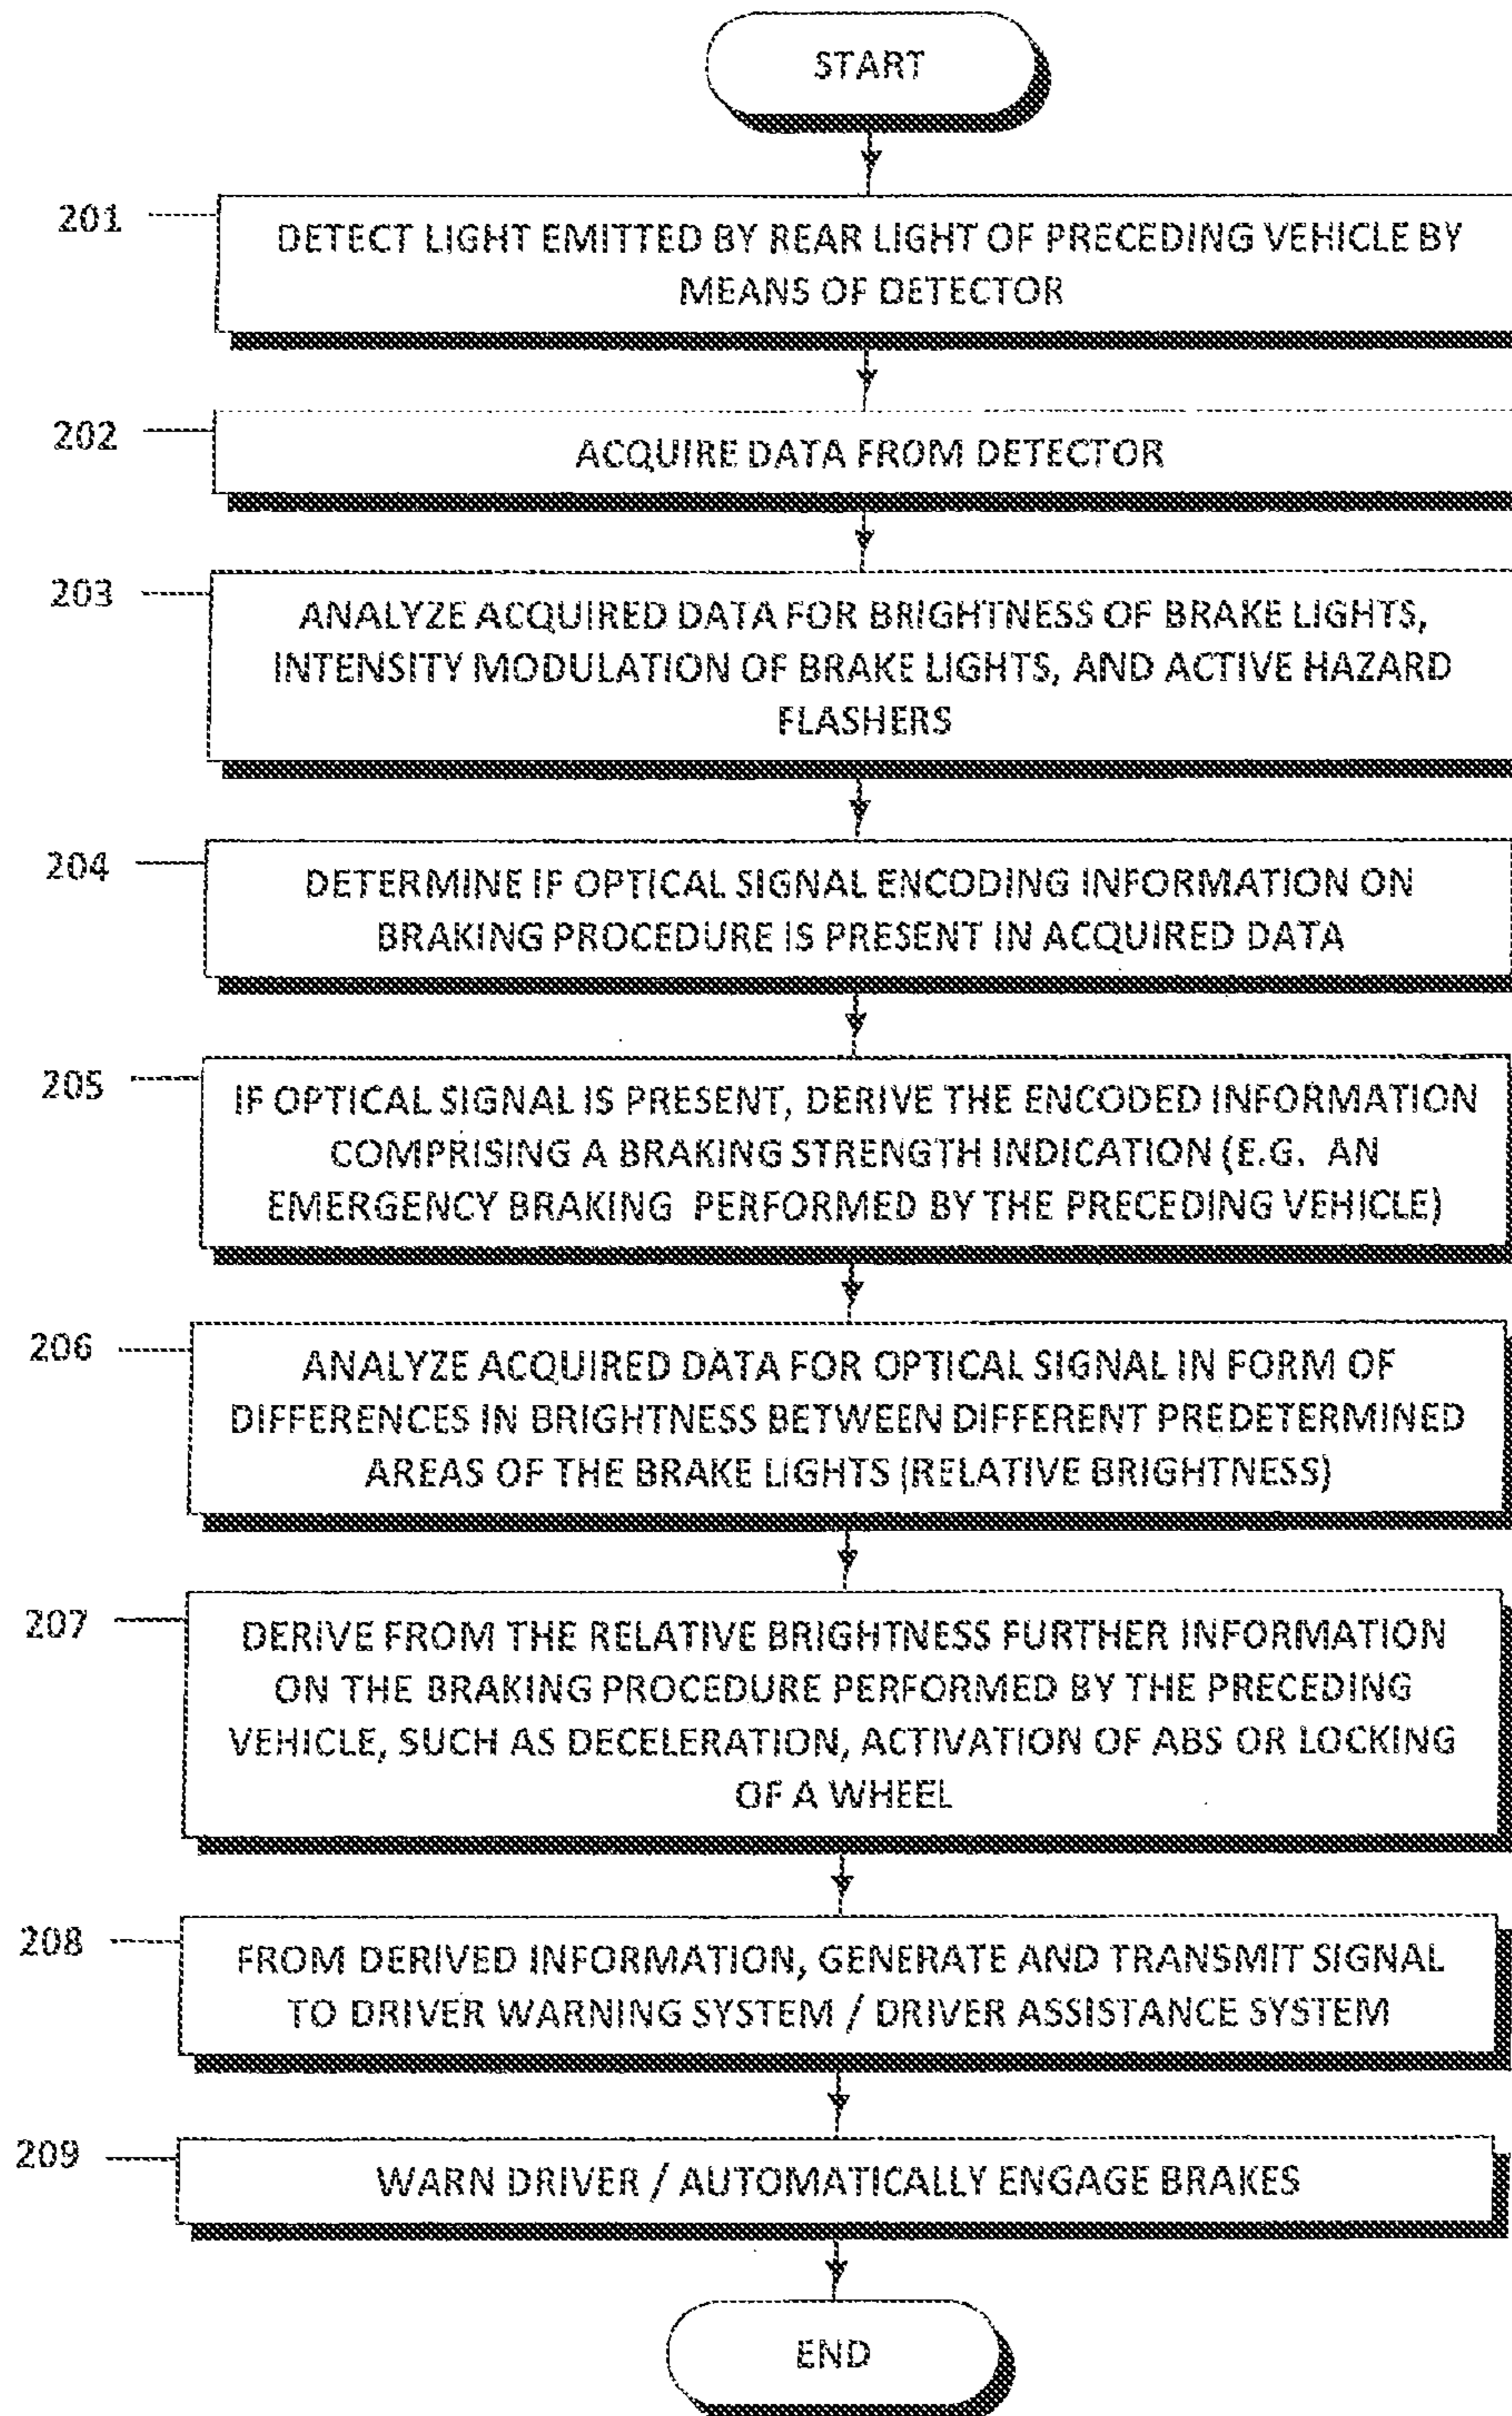 START
201
DETECT LIGHT EMITTED BY REAR LIGHT OF PRECEDING VEHICLE BY
MEANS OF DETECTOR
202
ACQUIRE DATA FROM DETECTOR
203
ANALYZE ACQUIRED DATA FOR BRIGHTNESS OF BRAKE LIGHTS,
INTENSITY MODULATION OF BRAKE LIGHTS, AND ACTIVE HAZARD
FLASHERS
204
DETERMINE IF OPTICAL SIGNAL ENCODING INFORMATION ON
BRAKING PROCEDURE IS PRESENT IN ACQUIRED DATA
205
IF OPTICAL SIGNAL IS PRESENT, DERIVE THE ENCODED INFORMATION
COMPRISING A BRAKING STRENGTH INDICATION (E.G. AN
EMERGENCY BRAKING PERFORMED BY THE PRECEDING VEHICLE)
206
ANALYZE ACQUIRED DATA FOR OPTICAL SIGNAL IN FORM OF
DIFFERENCES IN BRIGHTNESS BETWEEN DIFFERENT PREDETERMINED
AREAS OF THE BRAKE LIGHTS (RELATIVE BRIGHTNESS)
207
DERIVE FROM THE RELATIVE BRIGHTNESS FURTHER INFORMATION
ON THE BRAKING PROCEDURE PERFORMED BY THE PRECEDING
VEHICLE, SUCH AS DECELERATION, ACTIVATION OF ABS OR LOCKING
OF A WHEEL
208
FROM DERIVED INFORMATION, GENERATE AND TRANSMIT SIGNAL
TO DRIVER WARNING SYSTEM / DRIVER ASSISTANCE SYSTEM
209
WARN DRIVER / AUTOMATICALLY ENGAGE BRAKES
END